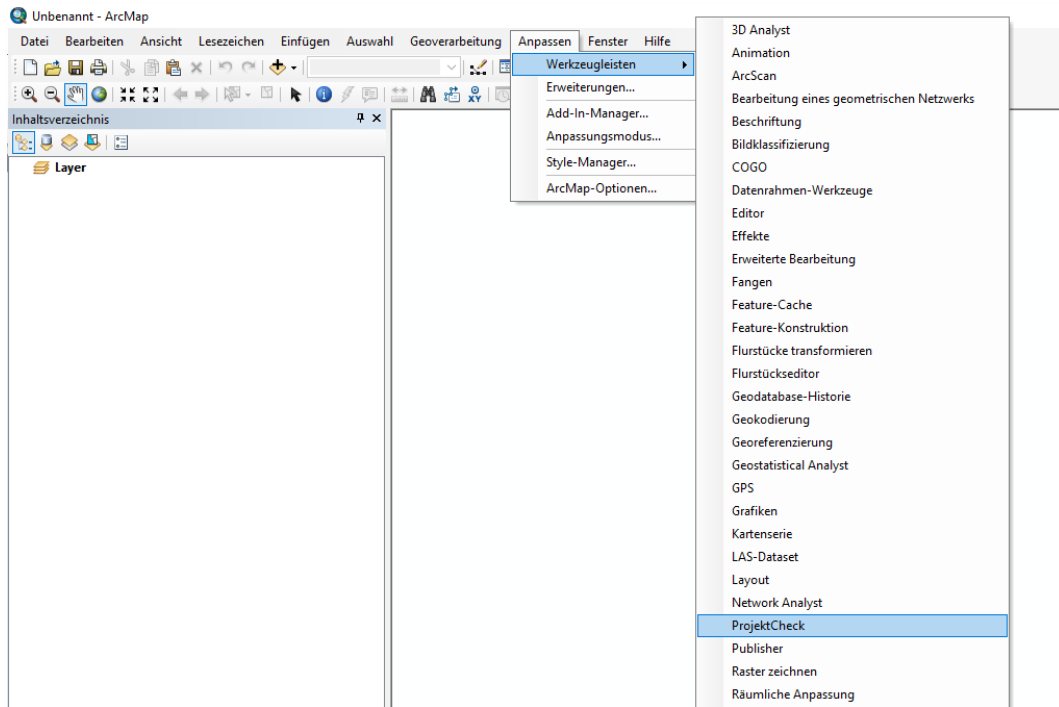 Unbenannt - ArcMap
Datei Bearbeiten Ansicht Lesezeichen Einfügen Auswahl Geoverarbeitung Anpassen Fenster Hilfe
Inhaltsverzeichnis
Layer
Werkzeugleisten
Erweiterungen...
Add-In-Manager...
Anpassungsmodus...
Style-Manager...
ArcMap-Optionen...
3D Analyst
Animation
ArcScan
Bearbeitung eines geometrischen Netzwerks
Beschriftung
Bildklassifizierung
COGO
Datenrahmen-Werkzeuge
Editor
Effekte
Erweiterte Bearbeitung
Fangen
Feature-Cache
Feature-Konstruktion
Flurstücke transformieren
Flurstückseditor
Geodatabase-Historie
Geokodierung
Georeferenzierung
Geostatistical Analyst
GPS
Grafiken
Kartenserie
LAS-Dataset
Layout
Network Analyst
ProjektCheck
Publisher
Raster zeichnen
Räumliche Anpassung